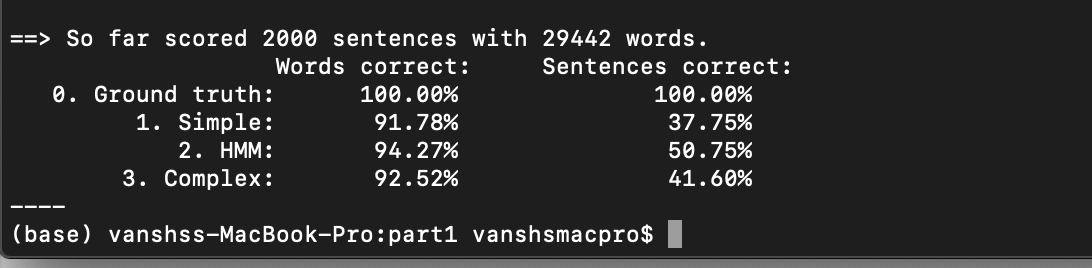 ==> So far scored 2000 sentences with 29442 words.
Words correct: Sentences correct:
0. Ground truth: 100.00% 100.00%
1. Simple: 91.78% 37.75%
2. HMM: 94.27% 50.75%
3. Complex: 92.52% 41.60%
----
(base) vanshss-MacBook-Pro:part1 vanshsmacpro$